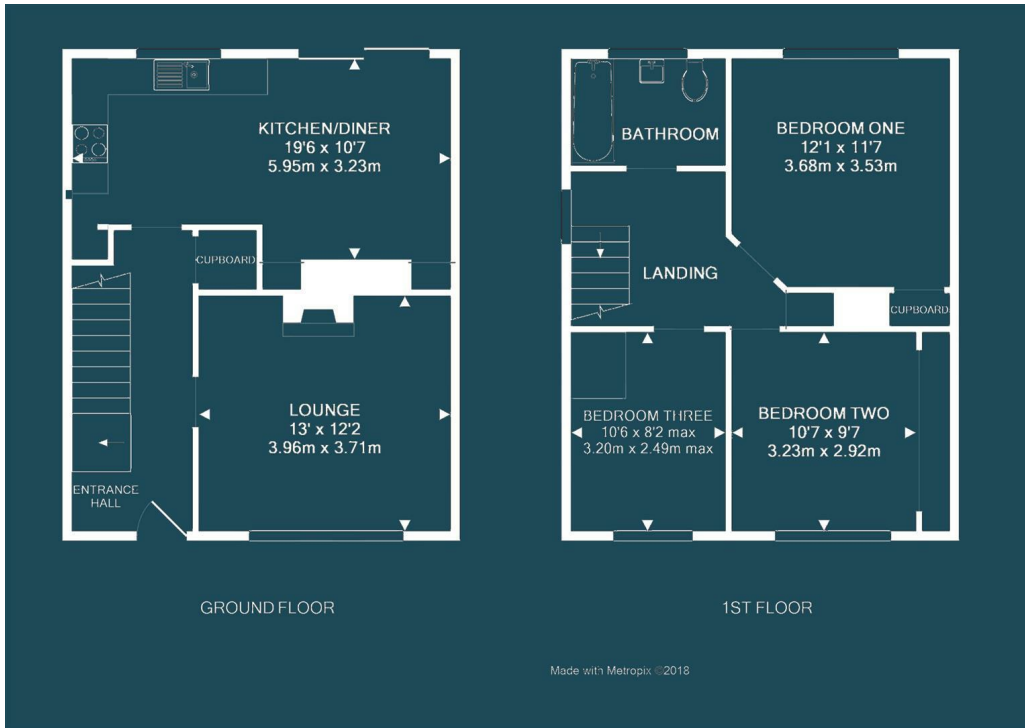 KITCHEN/DINER
19'6 x 10'7
5.95m x 3.23m
CUPBOARD
LOUNGE
13' x 12'2
3.96m x 3.71m
ENTRANCE
HALL
GROUND FLOOR
BATHROOM
BEDROOM ONE
12'1 x 11'7
3.68m x 3.53m
LANDING
CUPBOARD
BEDROOM THREE
10'6 x 8'2 max
3.20m x 2.49m max
BEDROOM TWO
10'7 x 9'7
3.23m x 2.92m
1ST FLOOR
Made with Metropix ©2018